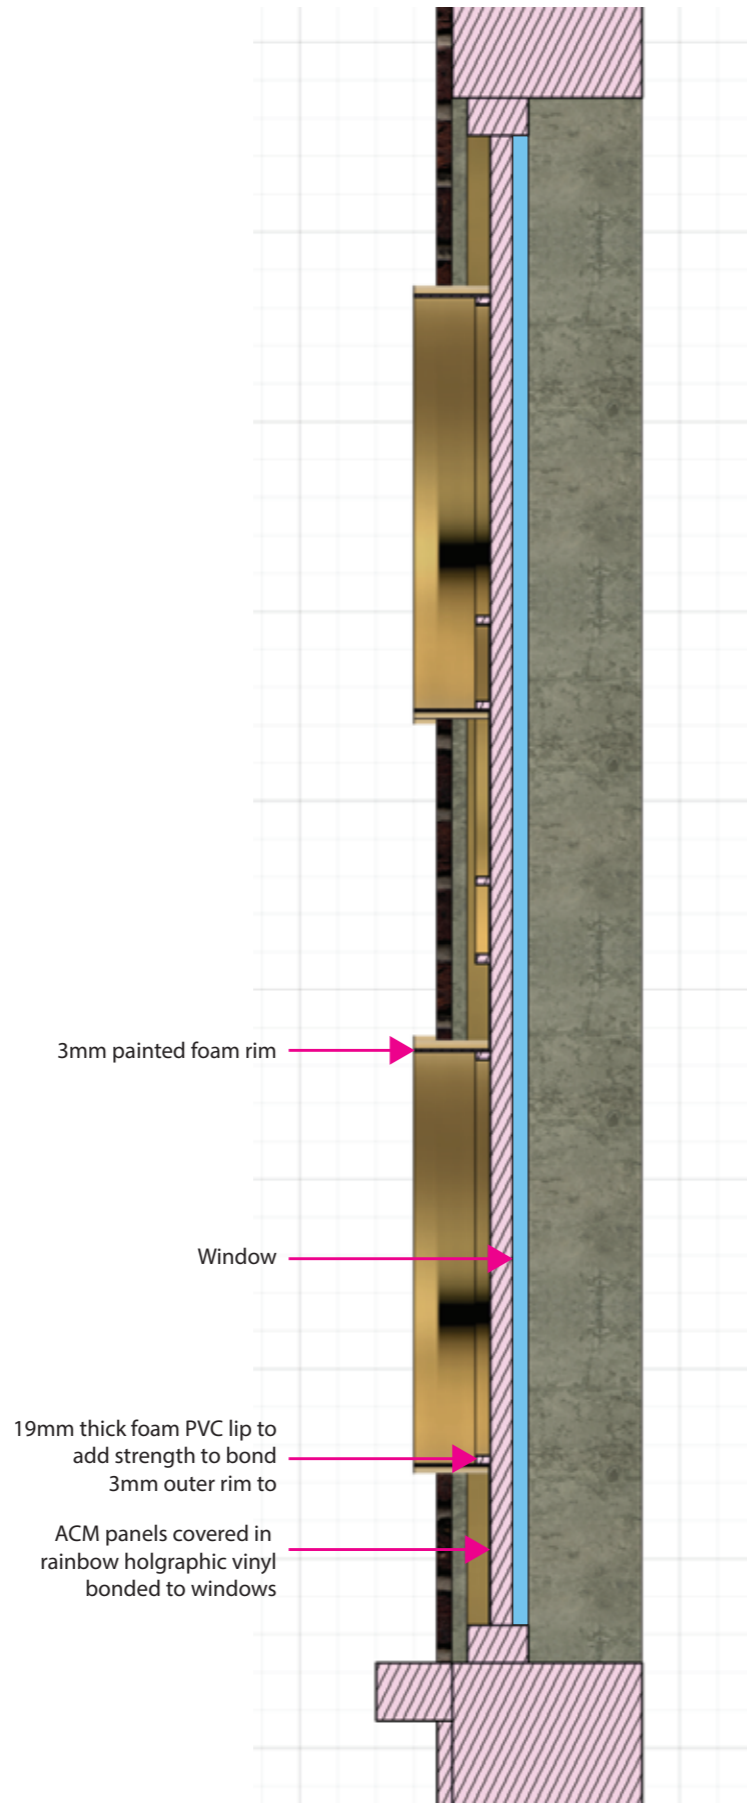 3mm painted foam rim
Window
19mm thick foam PVC lip to
add strength to bond
3mm outer rim to
ACM panels covered in
rainbow holgraphic vinyl
bonded to windows